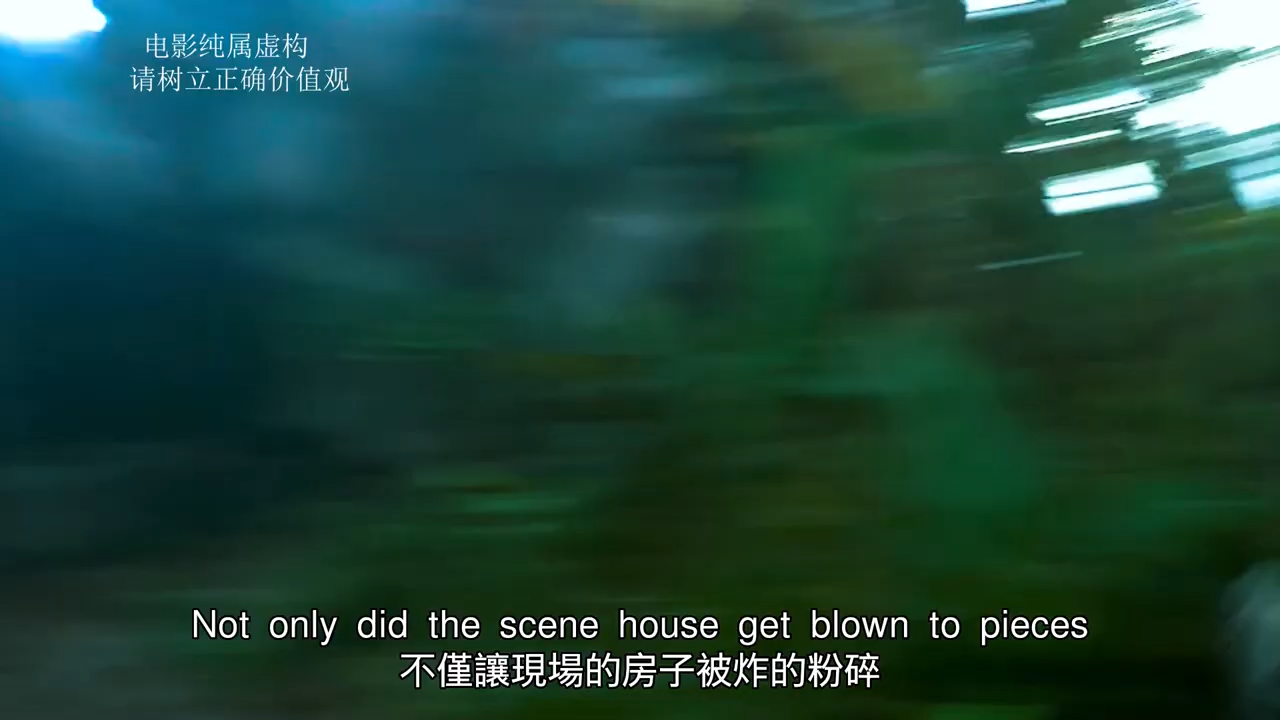 电影纯属虚构
请树立正确价值观
Not only did the scene house get blown to pieces
不僅讓現場的房子被炸的粉碎